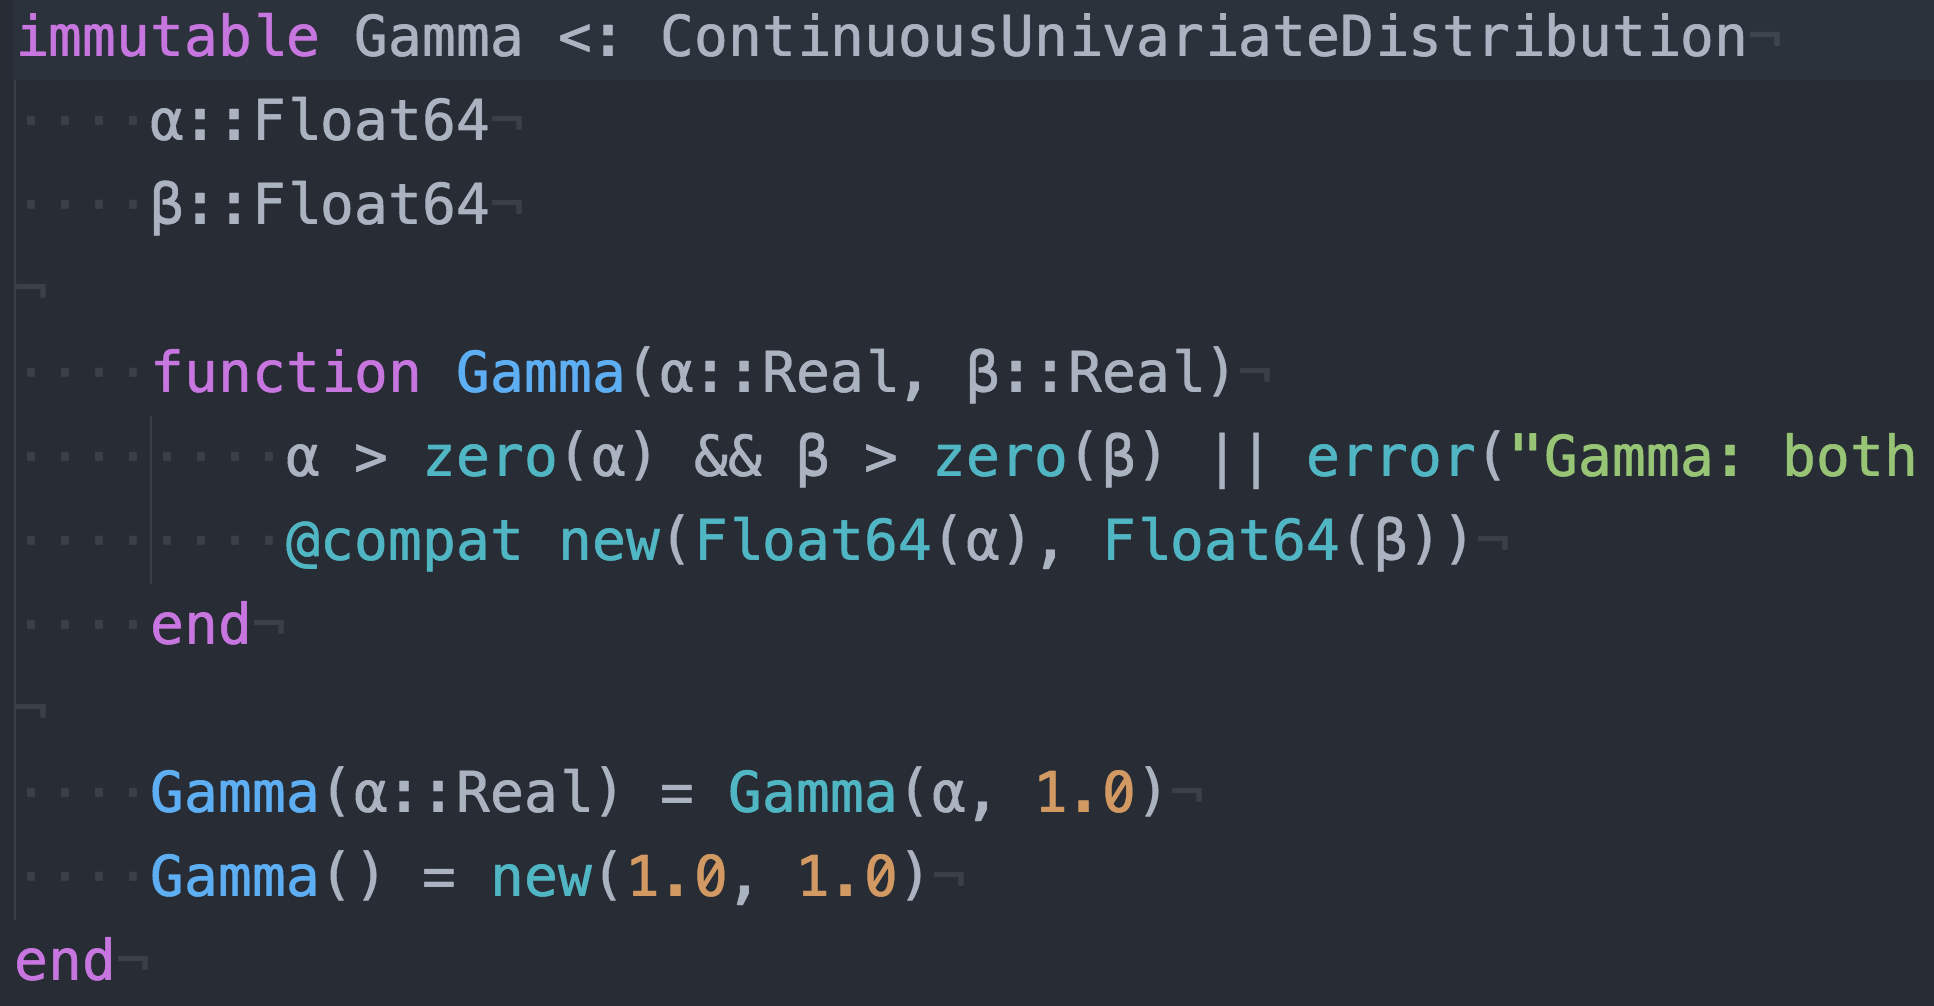 immutable Gamma <: ContinuousUnivariateDistribution¬
····α::Float64¬
····β::Float64¬
¬
····function Gamma(α::Real, β::Real)¬
········α > zero(α) && β > zero(β) || error("Gamma: both
········@compat new(Float64(α), Float64(β))¬
····end¬
¬
····Gamma(α::Real) = Gamma(α, 1.0)¬
····Gamma() = new(1.0, 1.0)¬
end¬